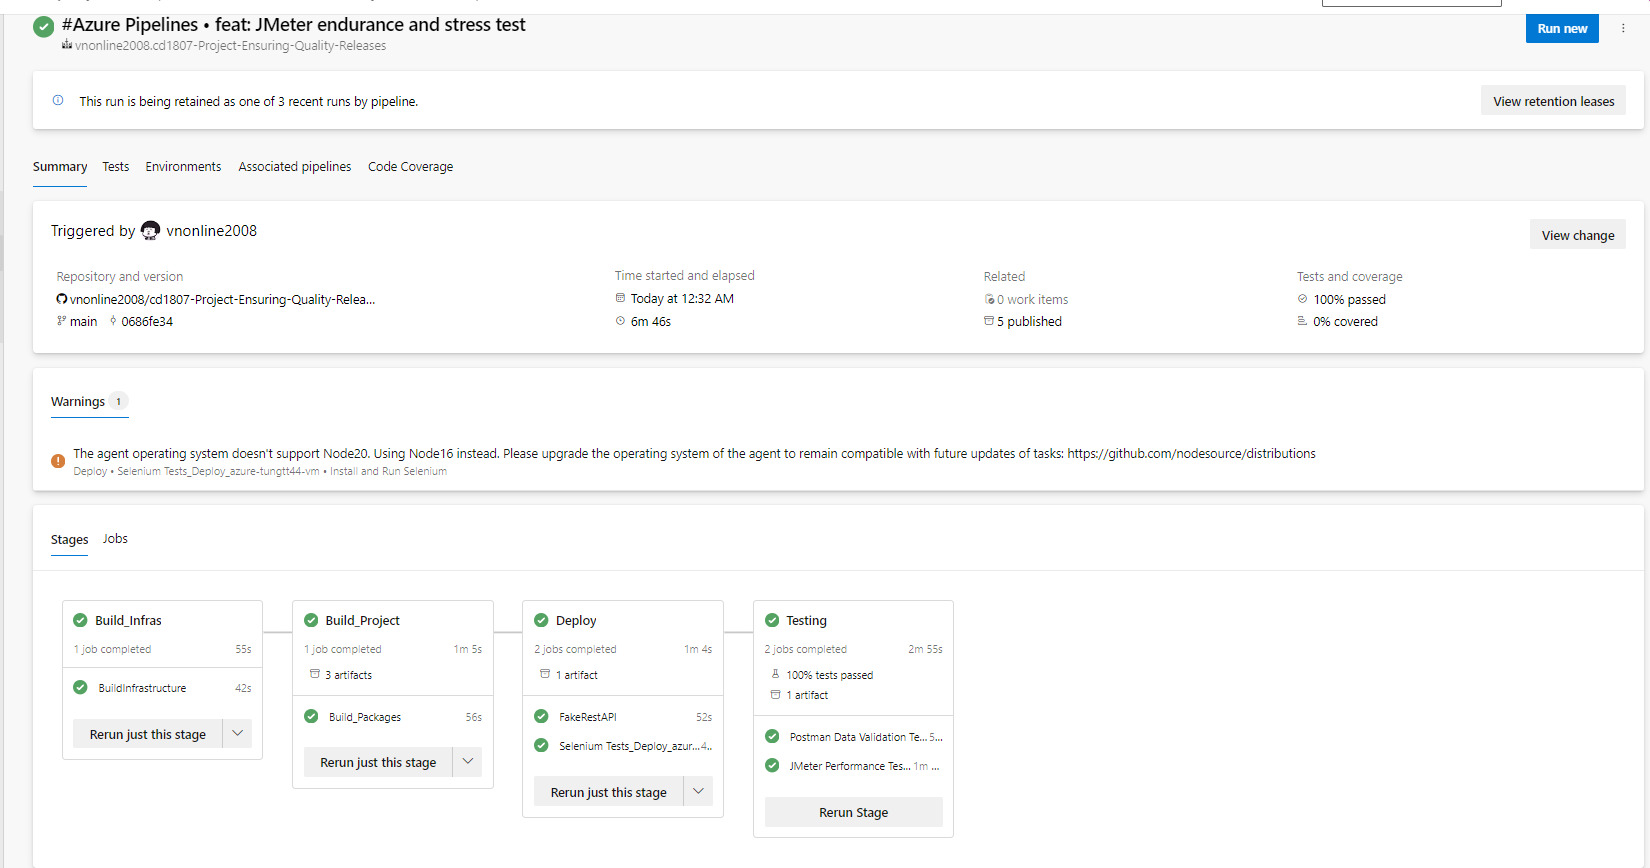 #Azure Pipelines • feat: JMeter endurance and stress test
Run new
vnonline2008.cd1807-Project-Ensuring-Quality-Releases
This run is being retained as one of 3 recent runs by pipeline.
View retention leases
Summary Tests Environments Associated pipelines Code Coverage
Triggered by vnonline2008
View change
Repository and version
vnonline2008/cd1807-Project-Ensuring-Quality-Relea...
main 0686fe34
Time started and elapsed
Today at 12:32 AM
6m 46s
Related
0 work items
5 published
Tests and coverage
100% passed
0% covered
Warnings 1
The agent operating system doesn't support Node20. Using Node16 instead. Please upgrade the operating system of the agent to remain compatible with future updates of tasks: https://github.com/nodesource/distributions
Deploy • Selenium Tests_Deploy_azure-tungtt44-vm • Install and Run Selenium
Stages Jobs
Build_Infras
1 job completed 55s
BuildInfrastructure 42s
Rerun just this stage
Build_Project
1 job completed 1m 5s
3 artifacts
Build_Packages 56s
Rerun just this stage
Deploy
2 jobs completed 1m 4s
1 artifact
FakeRestAPI 52s
Selenium Tests_Deploy_azur... 4..
Rerun just this stage
Testing
2 jobs completed 2m 55s
100% tests passed
1 artifact
Postman Data Validation Te... 5...
JMeter Performance Tes... 1m ...
Rerun Stage